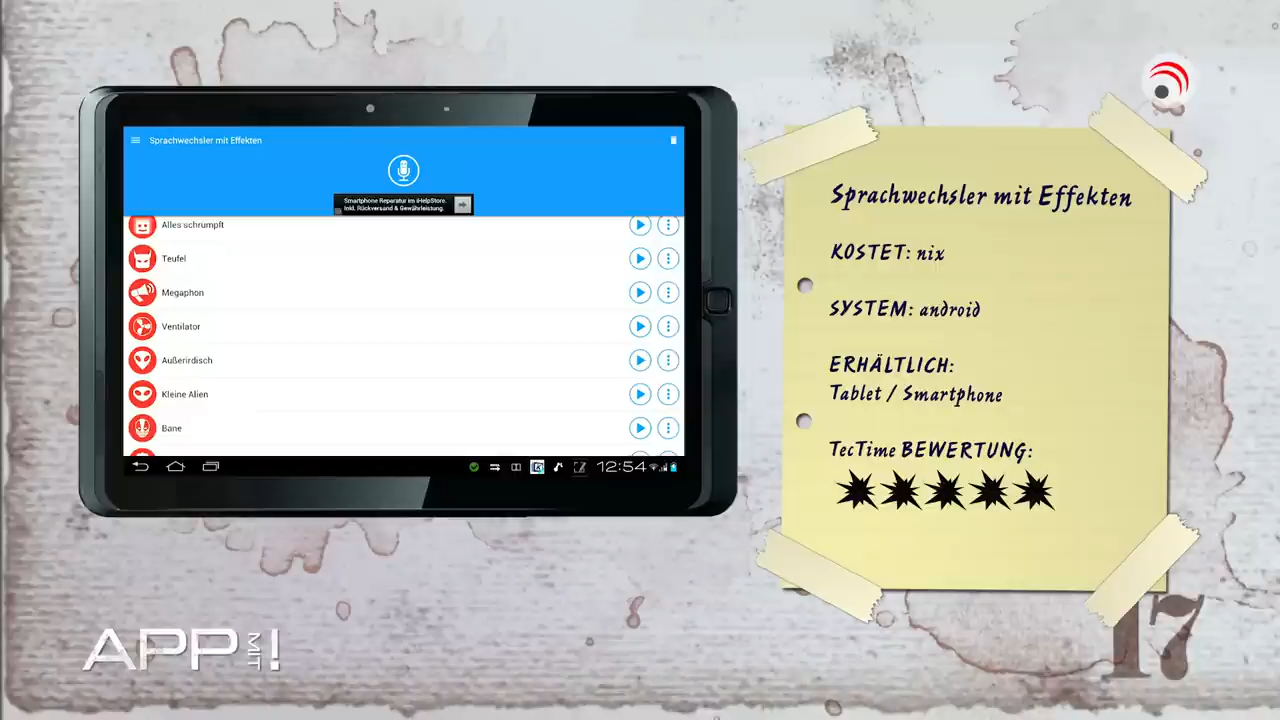 Sprachwechsler mit Effekten
Smartphone Reparatur im iHelpStore.
Inkl. Rückversand & Gewährleistung.
Alles schrumpft
Teufel
Megaphon
Ventilator
Außerirdisch
Kleine Alien
Bane
12:54
Sprachwechsler mit Effekten
KOSTET: nix
SYSTEM: android
ERHÄLTLICH:
Tablet / Smartphone
TecTime BEWERTUNG:
17
APP MIT !